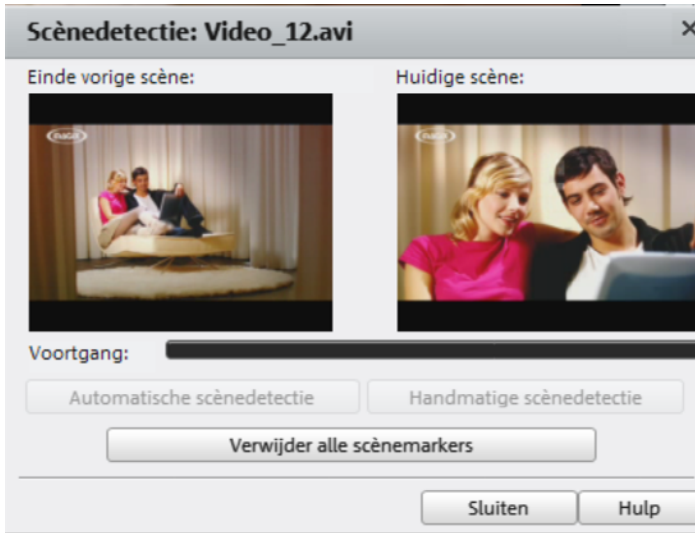 Scènedetectie: Video_12.avi
Einde vorige scène:
Huidige scène:
Voortgang:
Automatische scènedetectie
Handmatige scènedetectie
Verwijder alle scènemarkers
Sluiten
Hulp